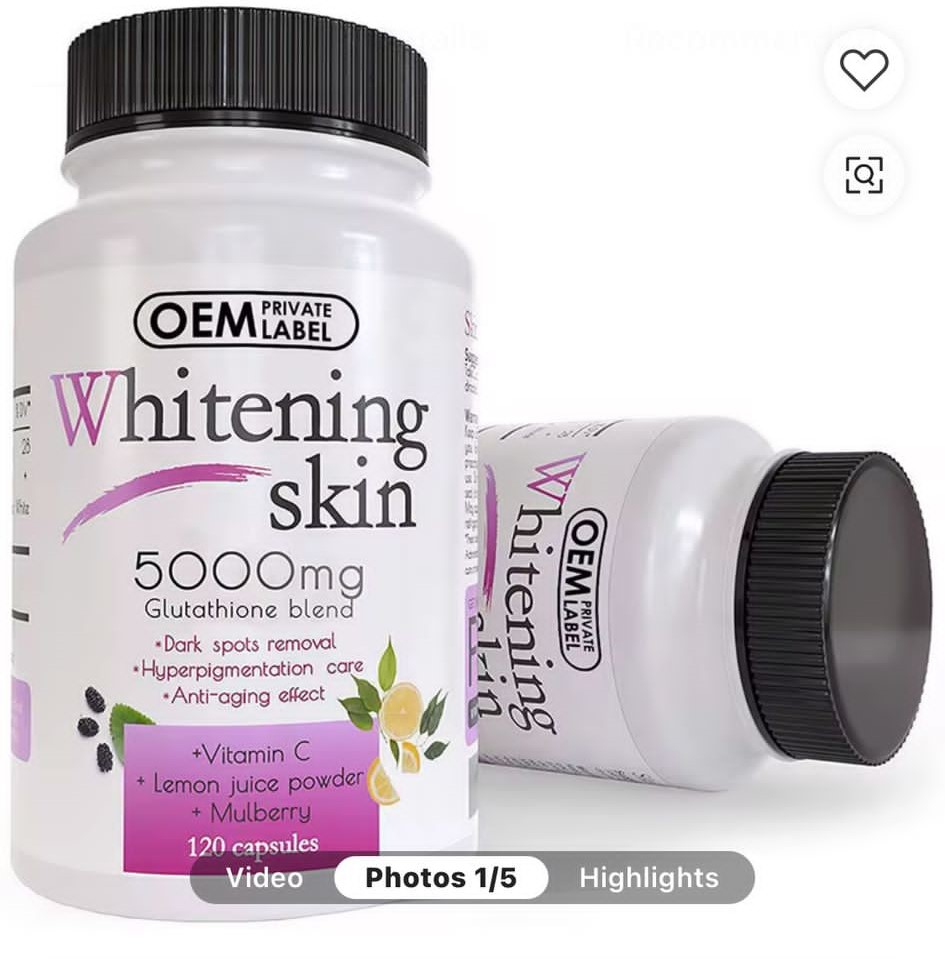 OEM PRIVATE LABEL
Whitening
skin
5000mg
Glutathione blend
*Dark spots removal
*Hyperpigmentation care
*Anti-aging effect
+Vitamin C
+ Lemon juice powder
+ Mulberry
120 capsules
OEM PRIVATE LABEL
Whitening
skin
Video
Photos 1/5
Highlights